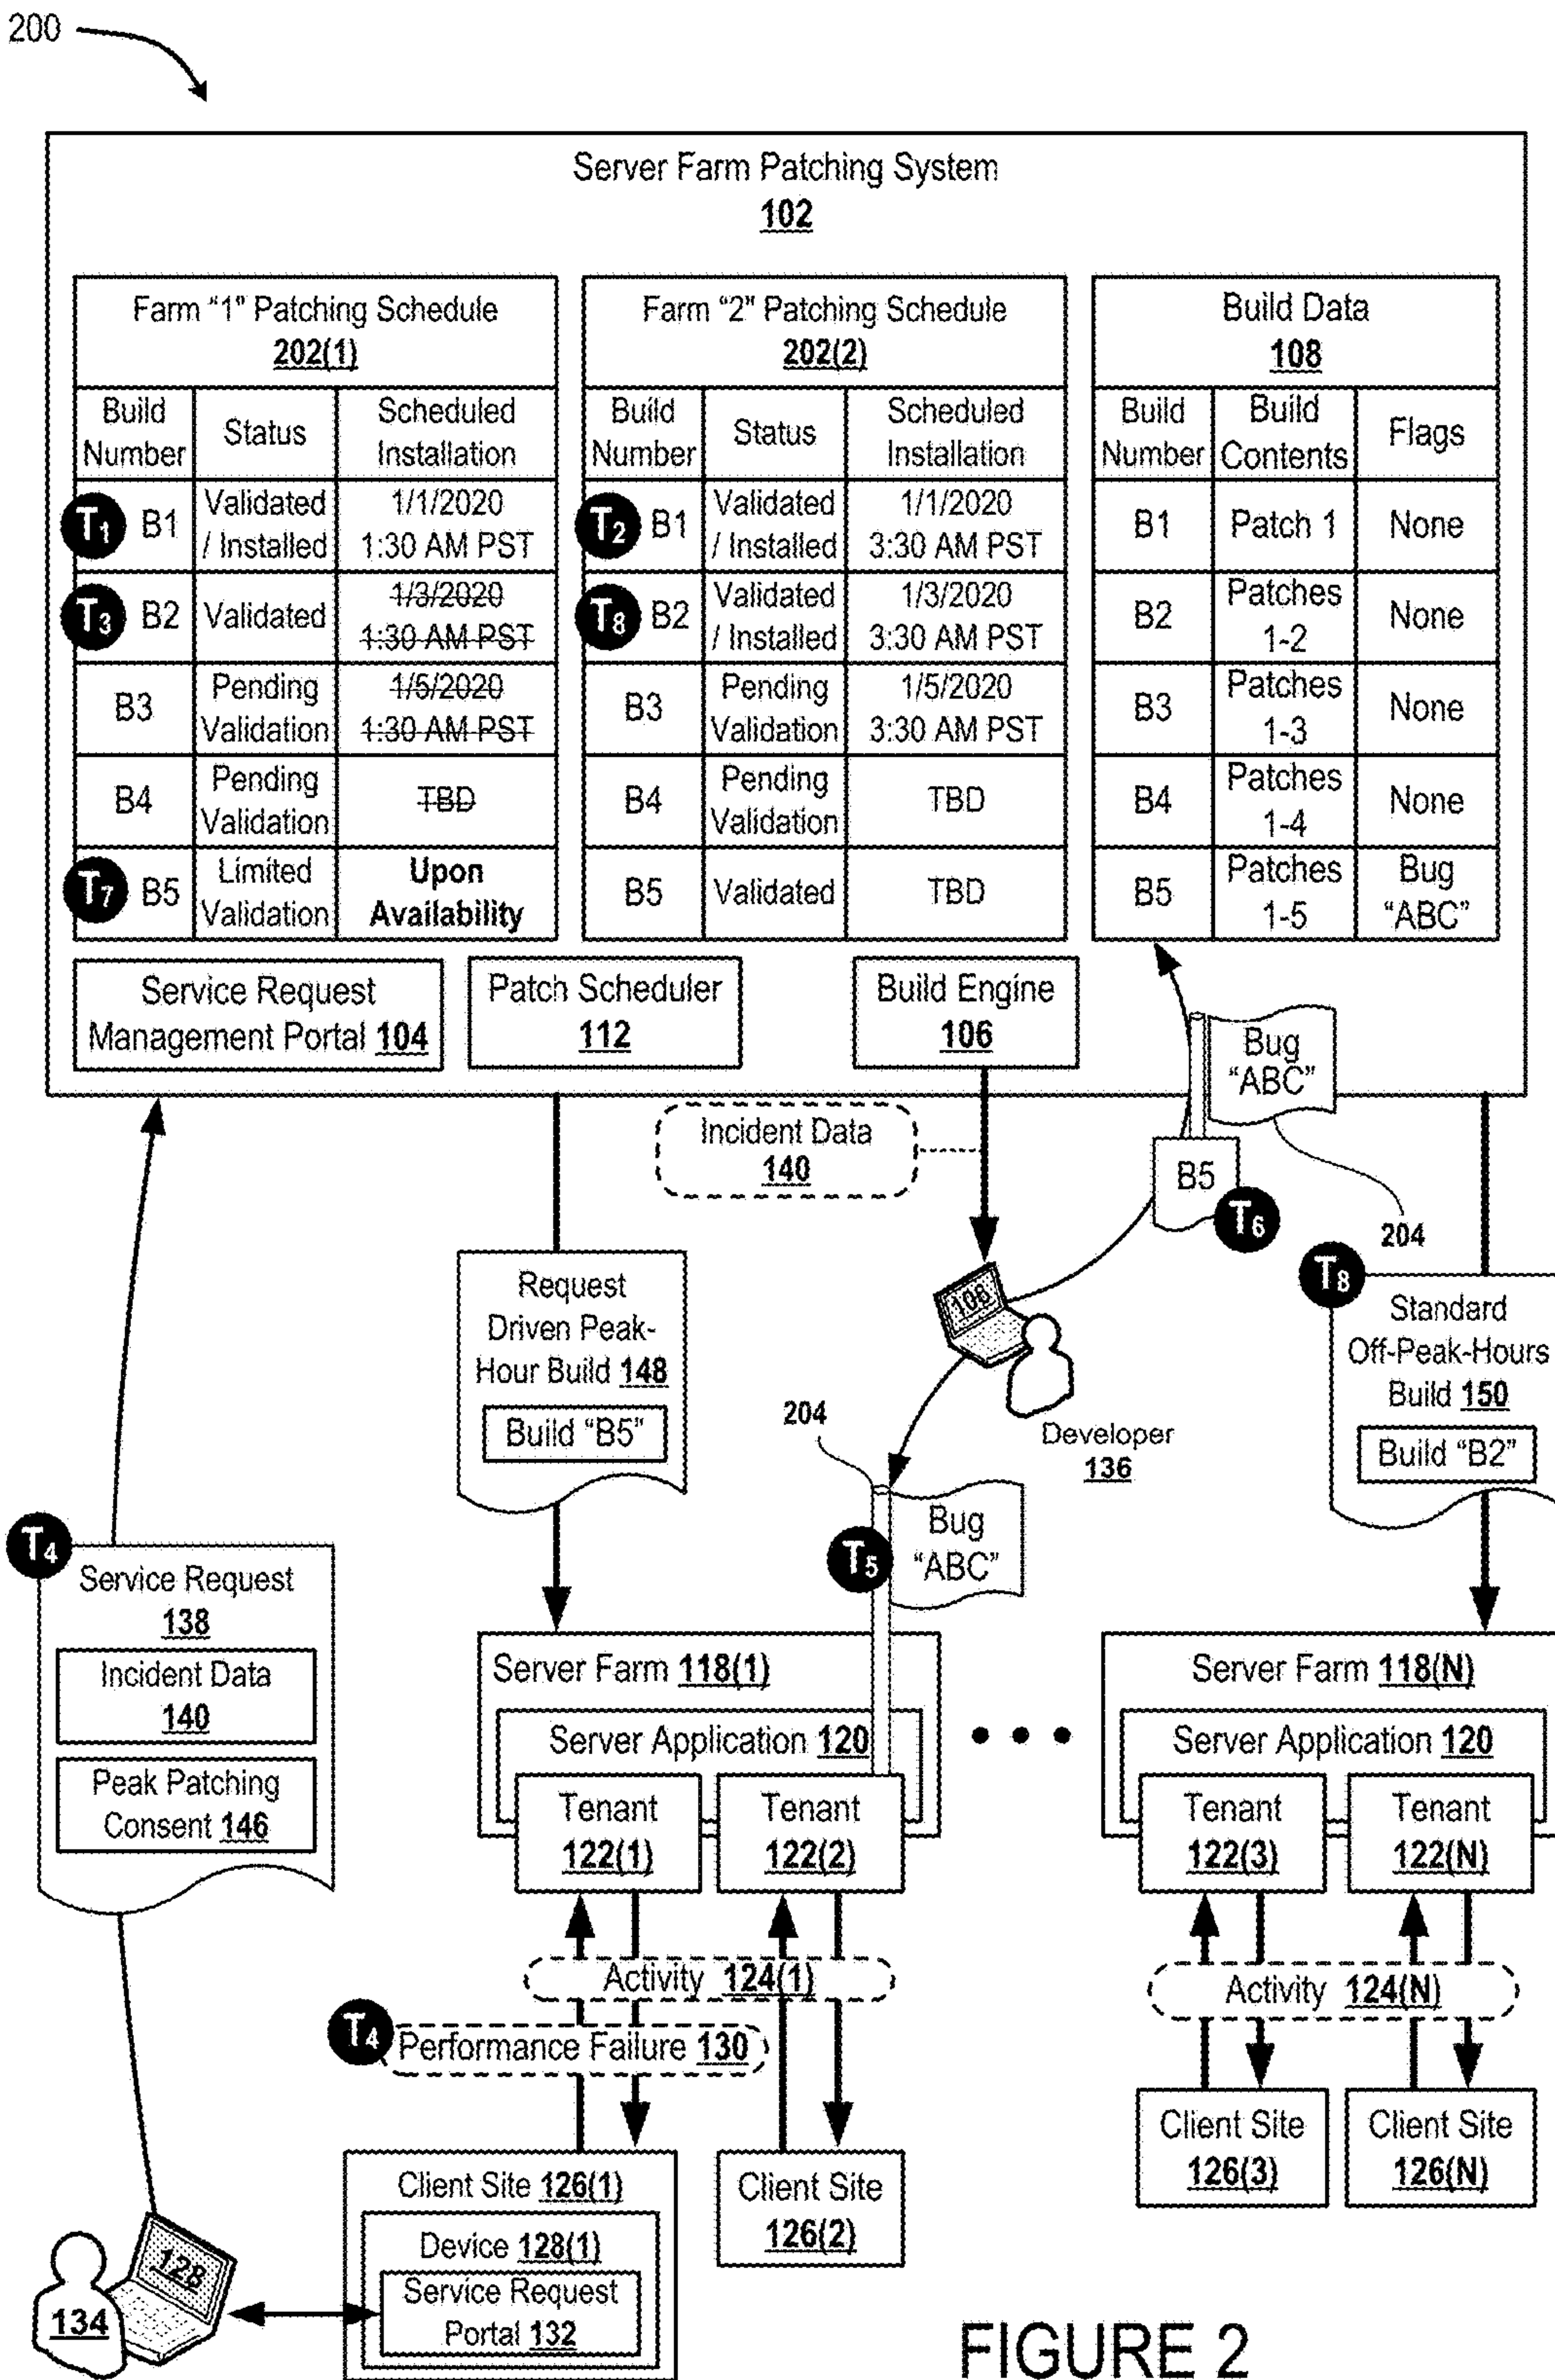 200
Server Farm Patching System
102
Farm "1" Patching Schedule
202(1)
Build
Number
Status
Scheduled
Installation
T1
B1
Validated
/ Installed
1/1/2020
1:30 AM PST
T3
B2
Validated
1/3/2020
1:30 AM PST
B3
Pending
Validation
1/5/2020
1:30 AM PST
B4
Pending
Validation
TBD
T7
B5
Limited
Validation
Upon
Availability
Farm "2" Patching Schedule
202(2)
Build
Number
Status
Scheduled
Installation
T2
B1
Validated
/ Installed
1/1/2020
3:30 AM PST
T8
B2
Validated
/ Installed
1/3/2020
3:30 AM PST
B3
Pending
Validation
1/5/2020
3:30 AM PST
B4
Pending
Validation
TBD
B5
Validated
TBD
Build Data
108
Build
Number
Build
Contents
Flags
B1
Patch 1
None
B2
Patches
1-2
None
B3
Patches
1-3
None
B4
Patches
1-4
None
B5
Patches
1-5
Bug
"ABC"
Service Request
Management Portal 104
Patch Scheduler
112
Build Engine
106
Bug
"ABC"
204
B5
T6
Incident Data
140
Request
Driven Peak-
Hour Build 148
Build "B5"
106
Developer
136
T8
Standard
Off-Peak-Hours
Build 150
Build "B2"
204
T5
Bug
"ABC"
T4
Service Request
138
Incident Data
140
Peak Patching
Consent 146
Server Farm 118(1)
Server Application 120
Tenant
122(1)
Tenant
122(2)
Server Farm 118(N)
Server Application 120
Tenant
122(3)
Tenant
122(N)
Activity 124(1)
Activity 124(N)
T4
Performance Failure 130
Client Site 126(1)
Device 128(1)
Service Request
Portal 132
Client Site
126(2)
Client Site
126(3)
Client Site
126(N)
128
134
FIGURE 2